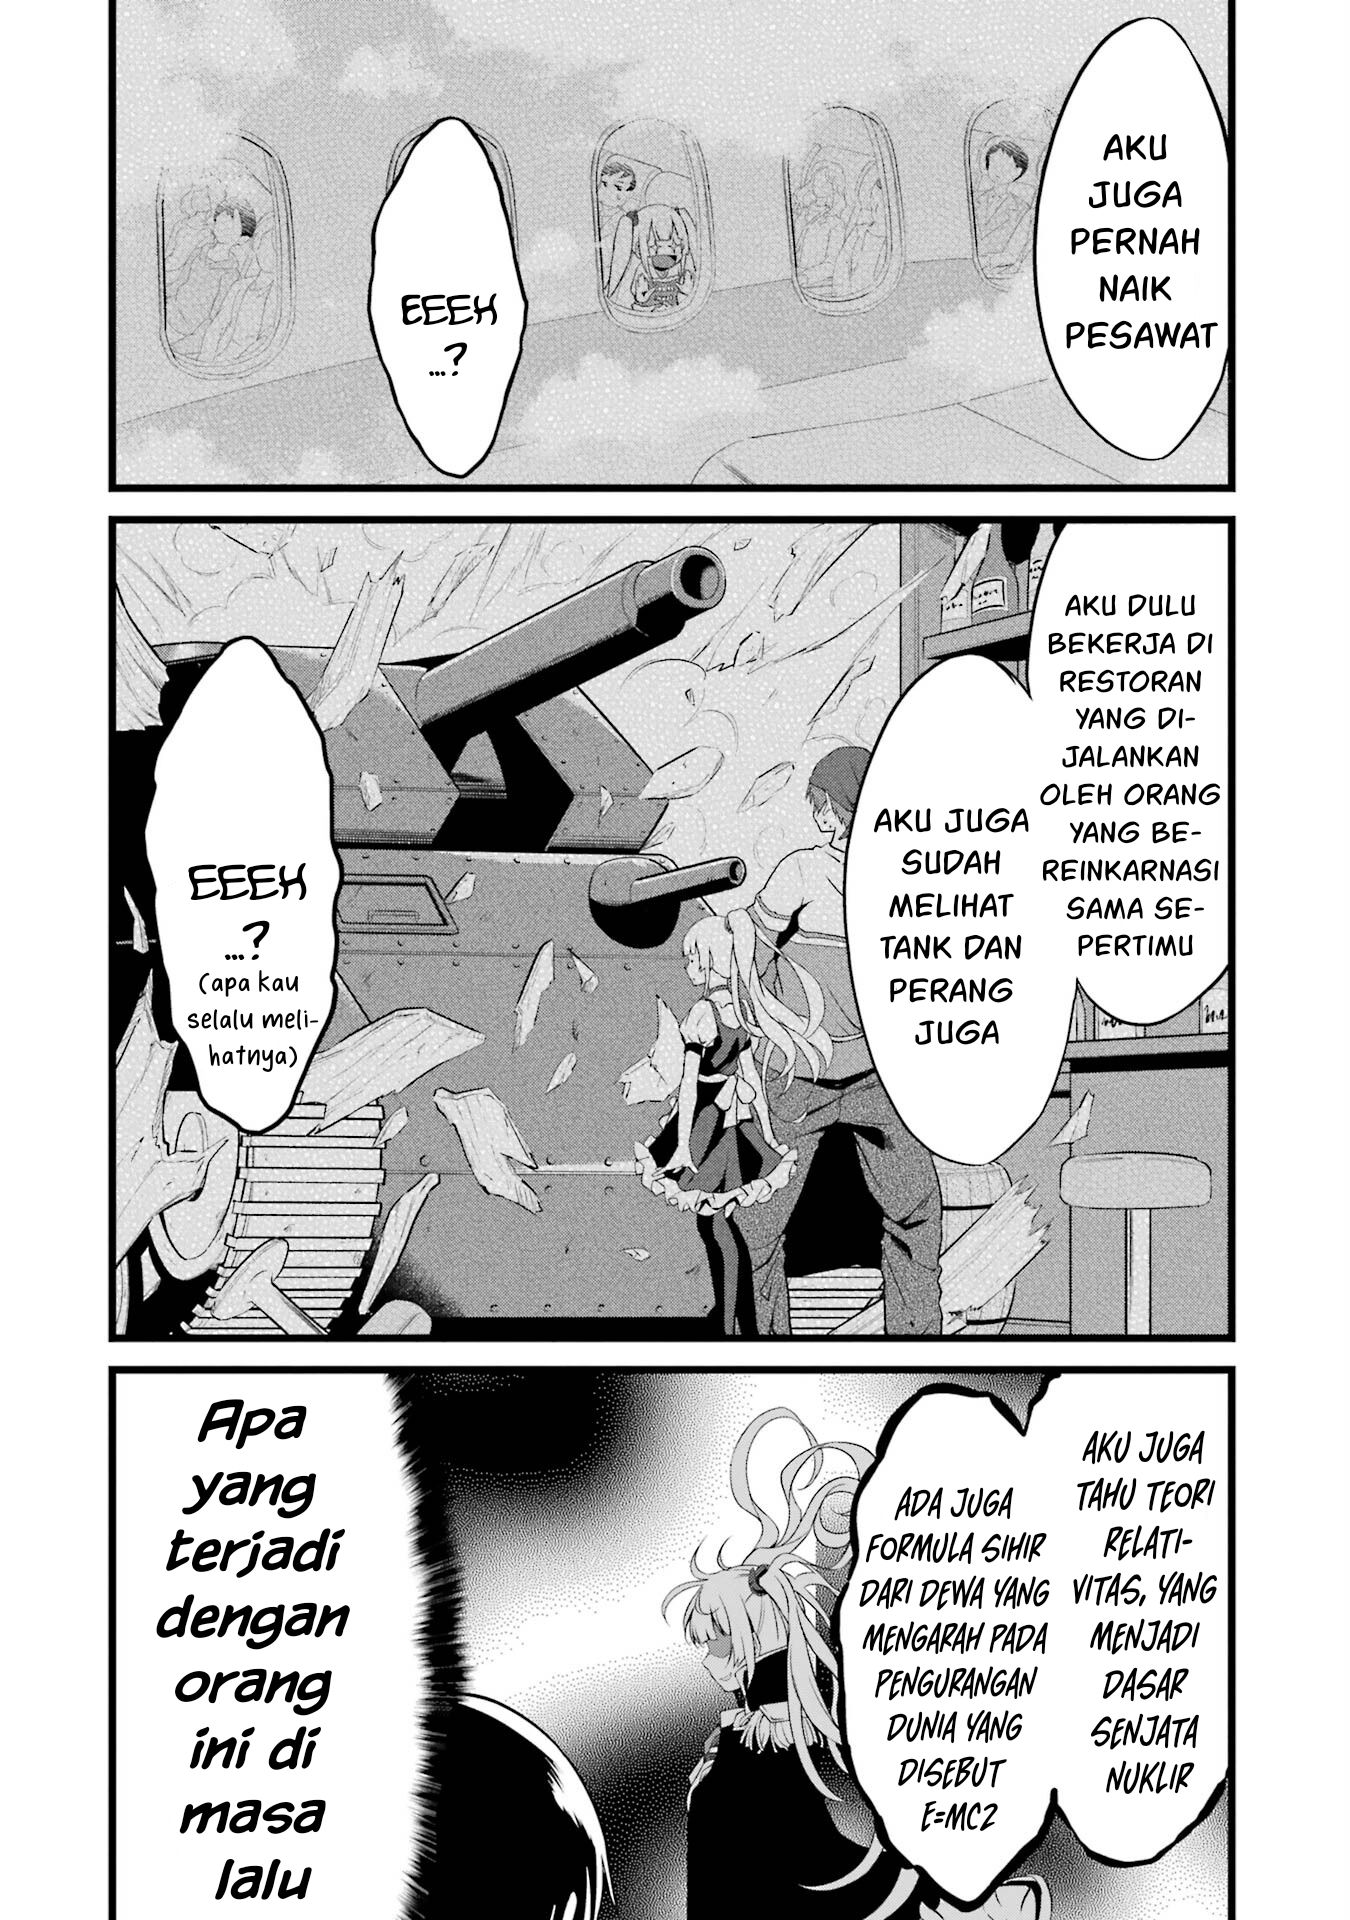 AKU
JUGA
PERNAH
NAIK
PESAWAT
EEEH
...?
AKU DULU
BEKERJA DI
RESTORAN
YANG DI-
JALANKAN
OLEH ORANG
YANG BE-
REINKARNASI
SAMA SE-
PERTIMU
AKU JUGA
SUDAH
MELIHAT
TANK DAN
PERANG
JUGA
EEEH
...?
(apa kau
selalu meli-
hatnya)
AKU JUGA
TAHU TEORI
RELATI-
VITAS, YANG
MENJADI
DASAR
SENJATA
NUKLIR
ADA JUGA
FORMULA SIHIR
DARI DEWA YANG
MENGARAH PADA
PENGURANGAN
DUNIA YANG
DISEBUT
E=MC2
Apa
yang
terjadi
dengan
orang
ini di
masa
lalu